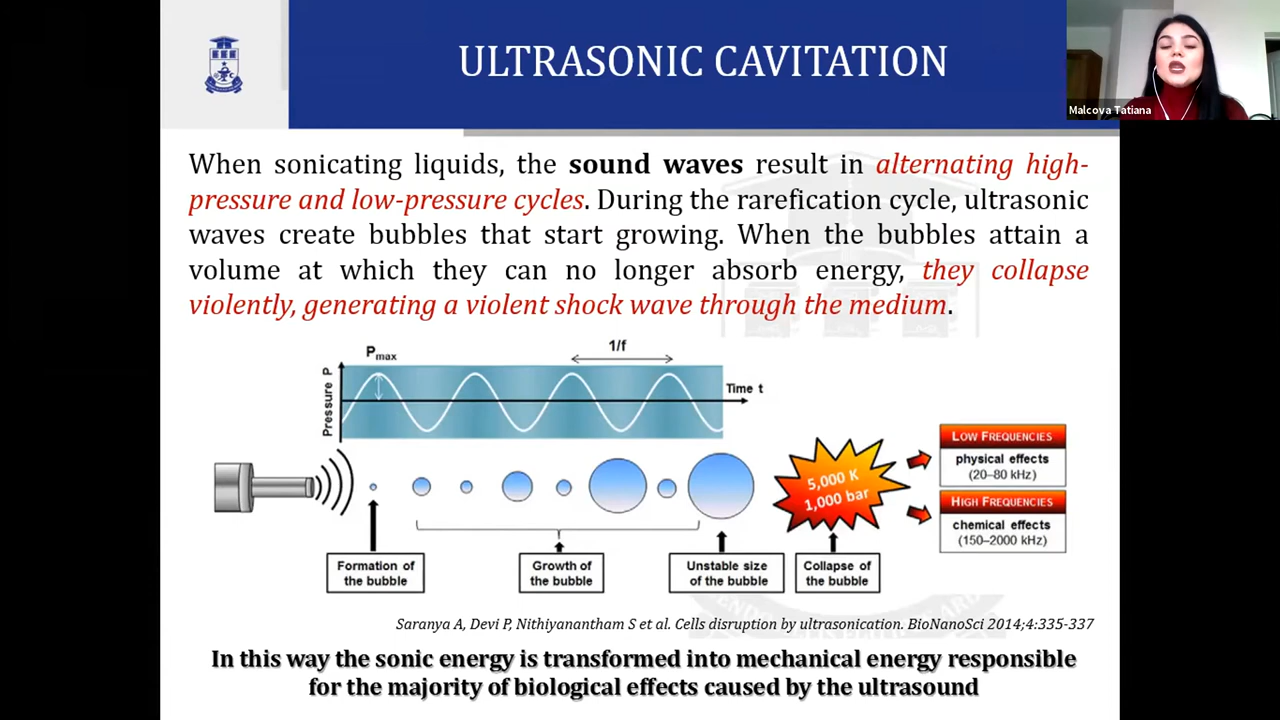 ULTRASONIC CAVITATION
Malcova Tatiana
When sonicating liquids, the sound waves result in alternating high-
pressure and low-pressure cycles. During the rarefication cycle, ultrasonic
waves create bubbles that start growing. When the bubbles attain a
volume at which they can no longer absorb energy, they collapse
violently, generating a violent shock wave through the medium.
Pmax
1/f
Pressure P
Time t
5,000 K
1,000 bar
LOW FREQUENCIES
physical effects
(20–80 kHz)
HIGH FREQUENCIES
chemical effects
(150–2000 kHz)
Formation of
the bubble
Growth of
the bubble
Unstable size
of the bubble
Collapse of
the bubble
Saranya A, Devi P, Nithiyanantham S et al. Cells disruption by ultrasonication. BioNanoSci 2014;4:335-337
In this way the sonic energy is transformed into mechanical energy responsible
for the majority of biological effects caused by the ultrasound